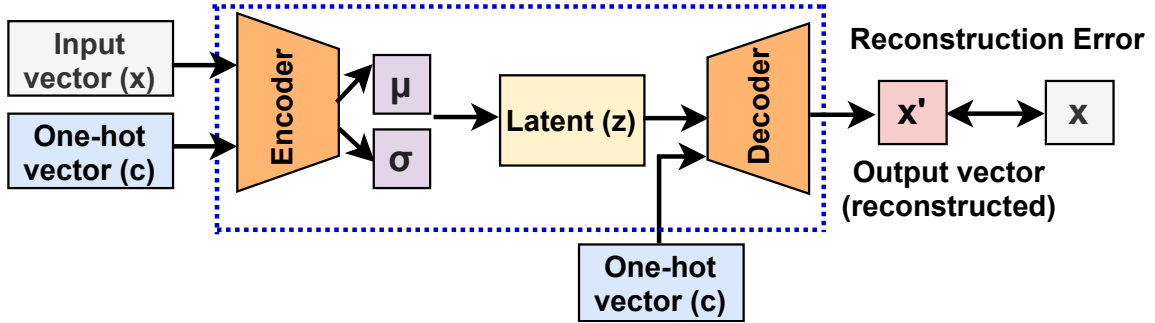 Input
vector (x)
One-hot
vector (c)
Encoder
μ
σ
Latent (z)
Decoder
One-hot
vector (c)
Reconstruction Error
x'
x
Output vector
(reconstructed)